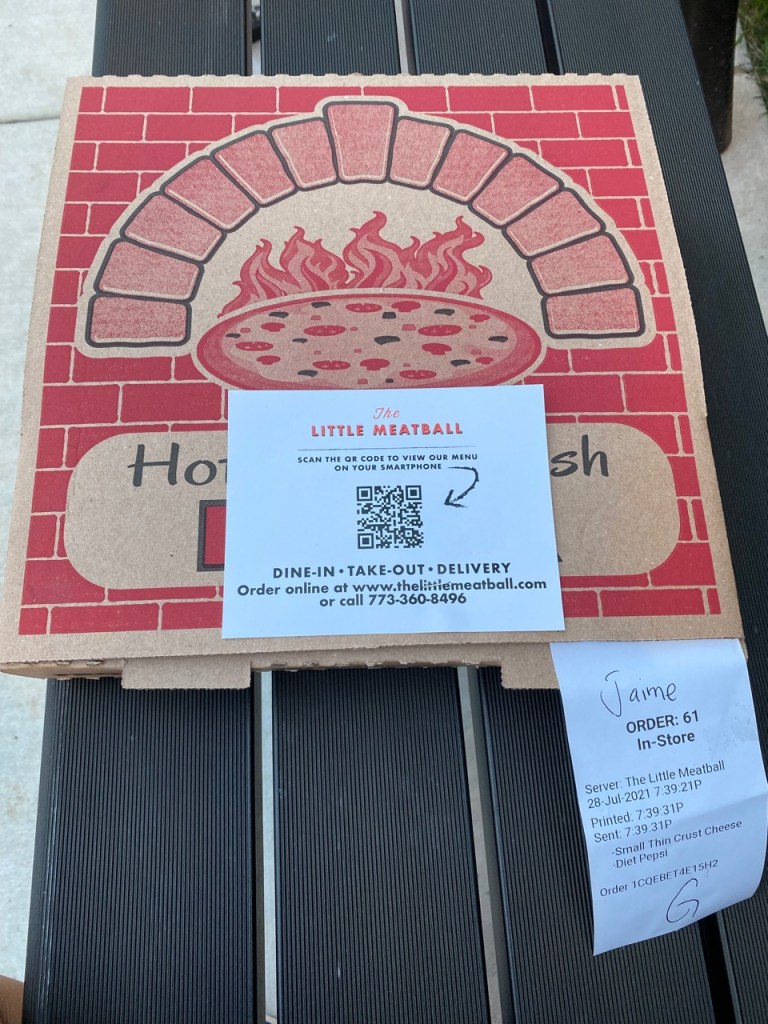 The
LITTLE MEATBALL
SCAN THE QR CODE TO VIEW OUR MENU
ON YOUR SMARTPHONE
DINE-IN • TAKE-OUT • DELIVERY
Order online at www.thelittlemeatball.com
or call 773-360-8496
Jaime
ORDER: 61
In-Store
Server: The Little Meatball
28-Jul-2021 7:39:21P
Printed: 7:39:31P
Sent: 7:39:31P
-Small Thin Crust Cheese
-Diet Pepsi
Order 1CQEBET4E15H2
G